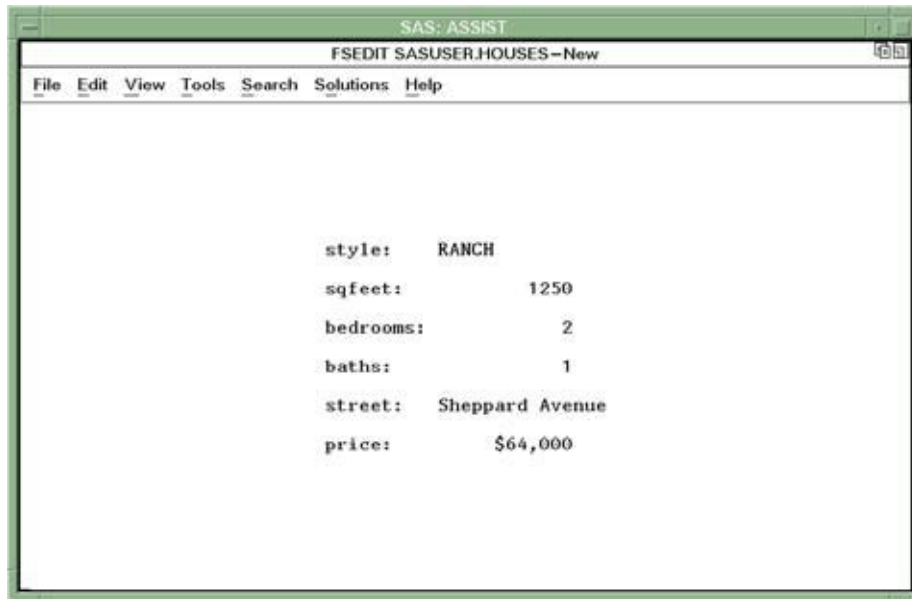 SAS: ASSIST
FSEDIT SASUSER.HOUSES–New
File Edit View Tools Search Solutions Help
style: RANCH
sqfeet: 1250
bedrooms: 2
baths: 1
street: Sheppard Avenue
price: $64,000